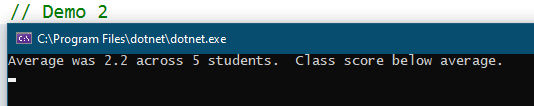 // Demo 2
C:\Program Files\dotnet\dotnet.exe
Average was 2.2 across 5 students.  Class score below average.